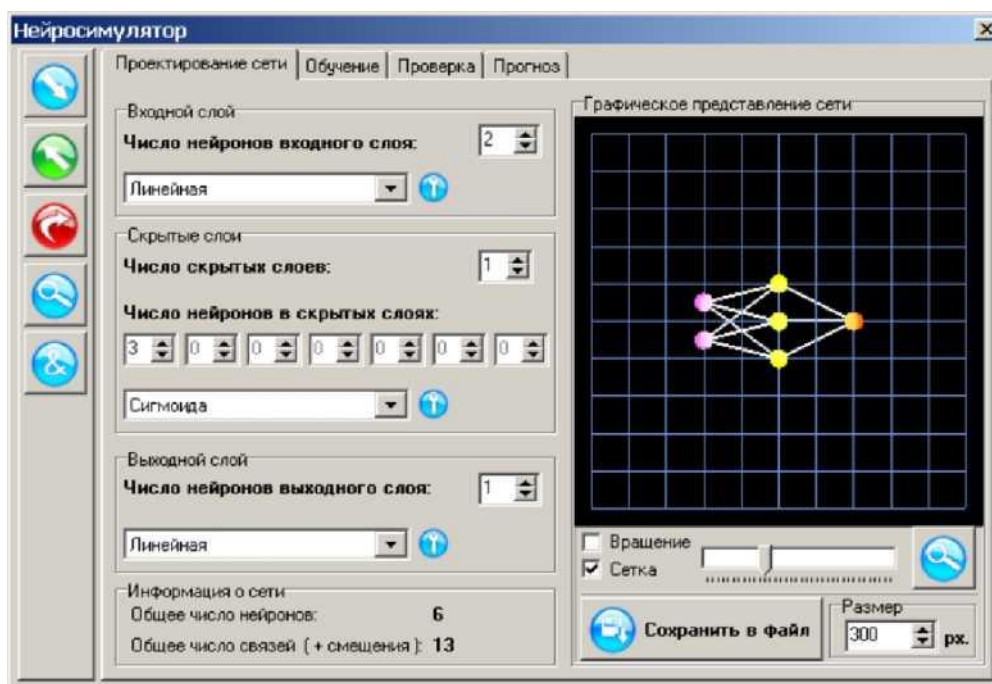 Нейросимулятор
Проектирование сети Обучение Проверка Прогноз
Входной слой
Число нейронов входного слоя: 2
Линейная
Скрытые слои
Число скрытых слоев: 1
Число нейронов в скрытых слоях:
3 0 0 0 0 0 0
Сигмоида
Выходной слой
Число нейронов выходного слоя: 1
Линейная
Информация о сети
Общее число нейронов: 6
Общее число связей ( + смещения ): 13
Графическое представление сети
Вращение
Сетка
Сохранить в файл
Размер
300 px.
&